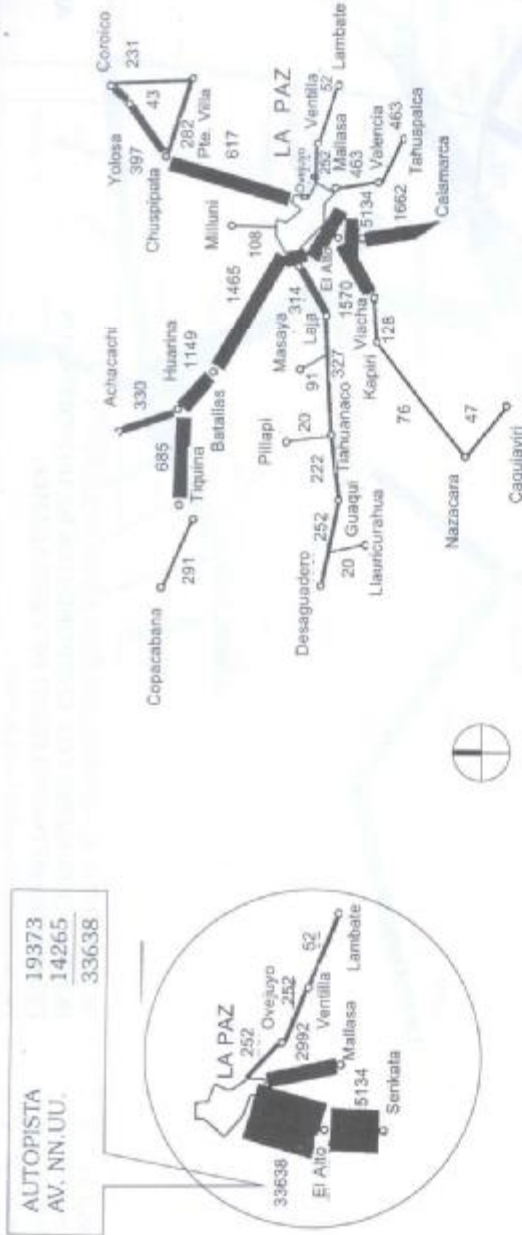 AUTOPISTA 19373
AV. NN.UU. 14265
33638
LA PAZ
252
Ovejuyo
252
Ventilla
52
Lambate
2992
Mallasa
33638
El Alto
5134
Senkata
Coroico
231
Yolosa
43
397
282
Pte. Villa
Chuspipata
617
Milluni
108
LA PAZ
Ovejuyo
Ventilla
252
52
Lambate
Mallasa
463
Valencia
463
Tahuapalca
El Alto
5134
1662
Calamarca
1465
Achacachi
330
Huarina
1149
Batallas
685
Tiquina
291
Copacabana
314
Laja
Masaya
91
327
Pillapi
20
Tiahuanaco
222
Guaqui
252
Desaguadero
20
Llauricurahua
1570
Viacha
128
Kapiri
76
Nazacara
47
Caquiaviri